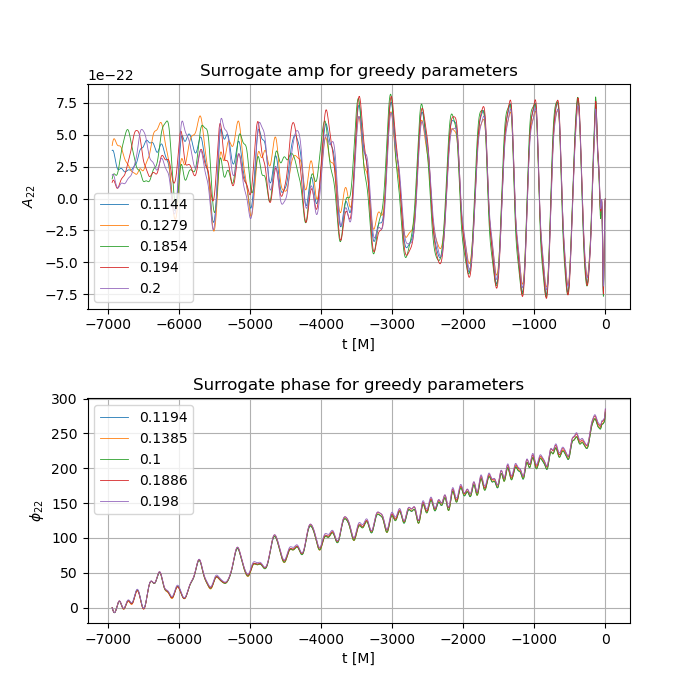 Surrogate amp for greedy parameters
1e−22
7.5
5.0
2.5
0.0
−2.5
−5.0
−7.5
A22
0.1144
0.1279
0.1854
0.194
0.2
−7000 −6000 −5000 −4000 −3000 −2000 −1000 0
t [M]
Surrogate phase for greedy parameters
300
250
200
150
100
50
0
ϕ22
0.1194
0.1385
0.1
0.1886
0.198
−7000 −6000 −5000 −4000 −3000 −2000 −1000 0
t [M]